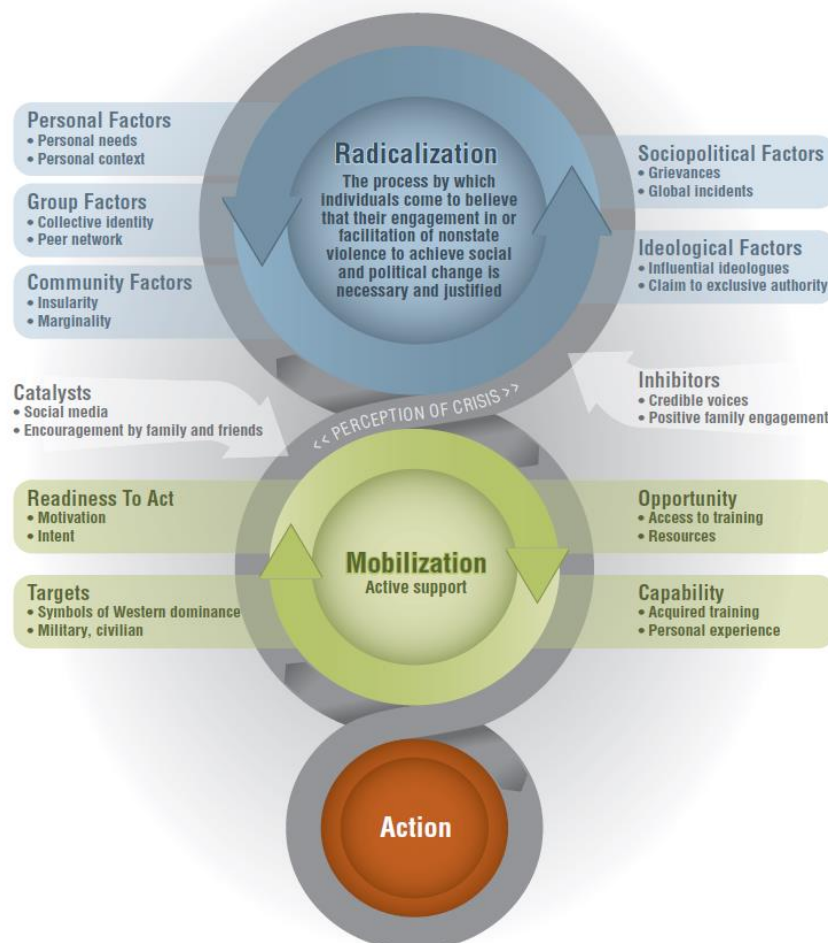 Personal Factors
• Personal needs
• Personal context
Group Factors
• Collective identity
• Peer network
Community Factors
• Insularity
• Marginality
Radicalization
The process by which
individuals come to believe
that their engagement in or
facilitation of nonstate
violence to achieve social
and political change is
necessary and justified
Sociopolitical Factors
• Grievances
• Global incidents
Ideological Factors
• Influential ideologues
• Claim to exclusive authority
Catalysts
• Social media
• Encouragement by family and friends
<< PERCEPTION OF CRISIS >>
Inhibitors
• Credible voices
• Positive family engagement
Readiness To Act
• Motivation
• Intent
Targets
• Symbols of Western dominance
• Military, civilian
Mobilization
Active support
Opportunity
• Access to training
• Resources
Capability
• Acquired training
• Personal experience
Action